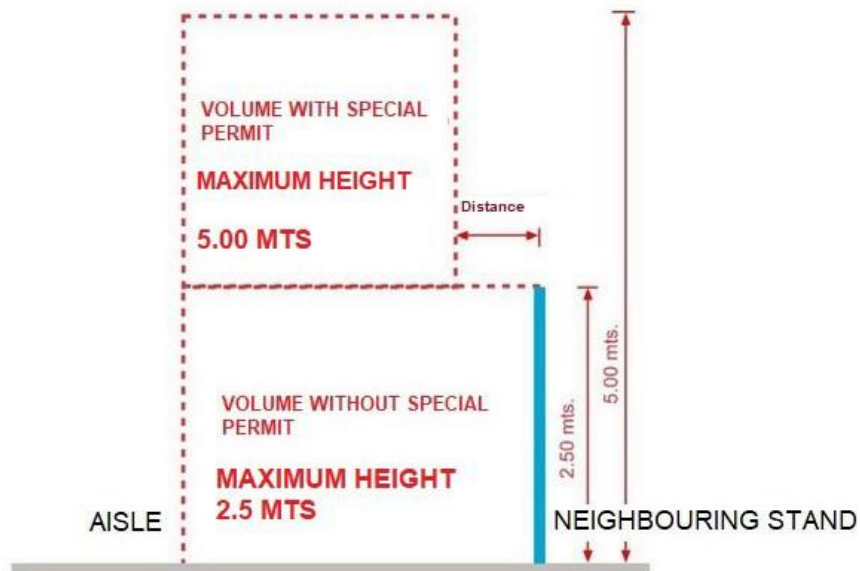 VOLUME WITH SPECIAL
PERMIT
MAXIMUM HEIGHT
5.00 MTS
Distance
VOLUME WITHOUT SPECIAL
PERMIT
MAXIMUM HEIGHT
2.5 MTS
2.50 mts.
5.00 mts.
AISLE
NEIGHBOURING STAND